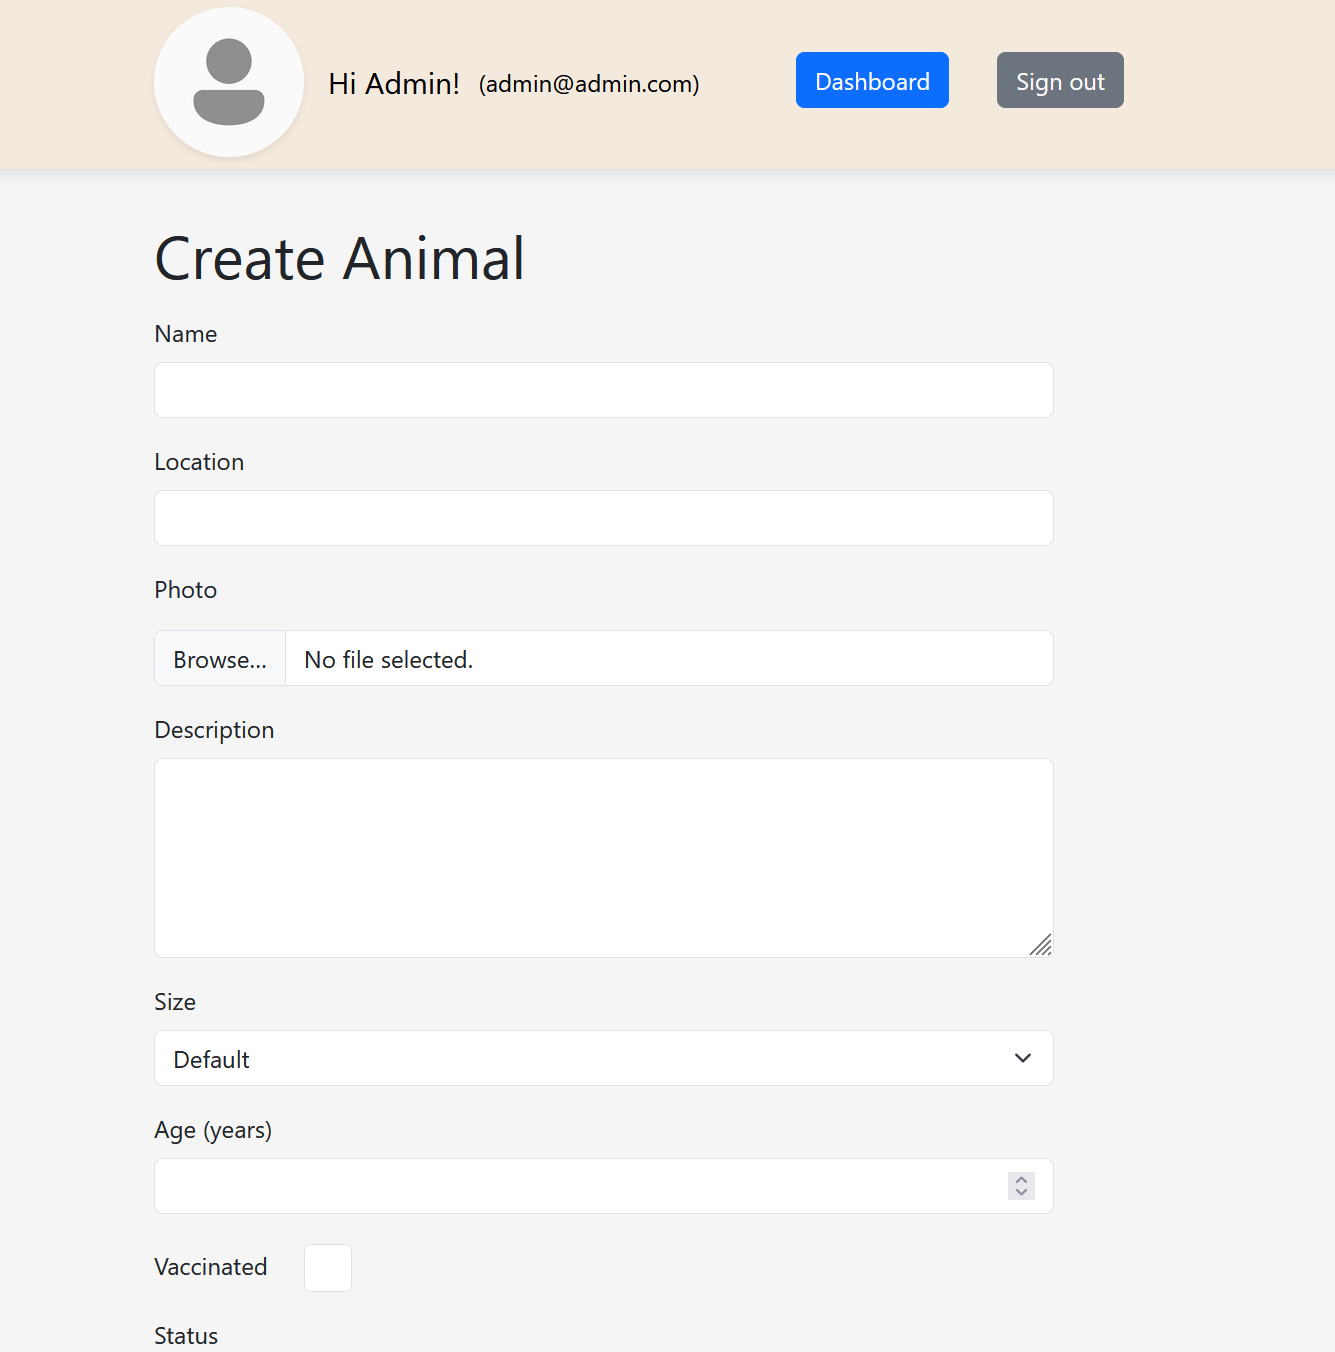 Hi Admin! (admin@admin.com)
Dashboard
Sign out
Create Animal
Name
Location
Photo
Browse... No file selected.
Description
Size
Default
Age (years)
Vaccinated
Status